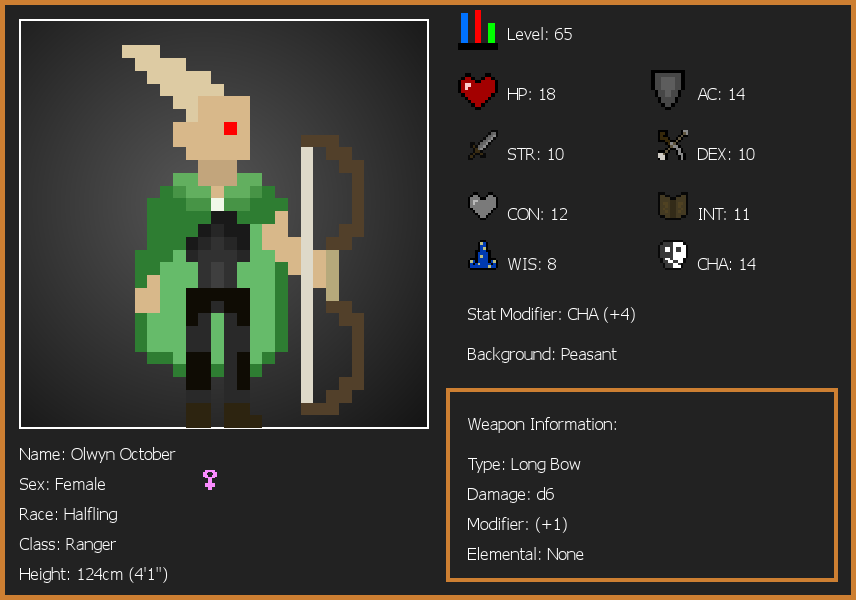 Level: 65
HP: 18
AC: 14
STR: 10
DEX: 10
CON: 12
INT: 11
WIS: 8
CHA: 14
Stat Modifier: CHA (+4)
Background: Peasant
Weapon Information:
Type: Long Bow
Damage: d6
Modifier: (+1)
Elemental: None
Name: Olwyn October
Sex: Female
Race: Halfling
Class: Ranger
Height: 124cm (4'1")